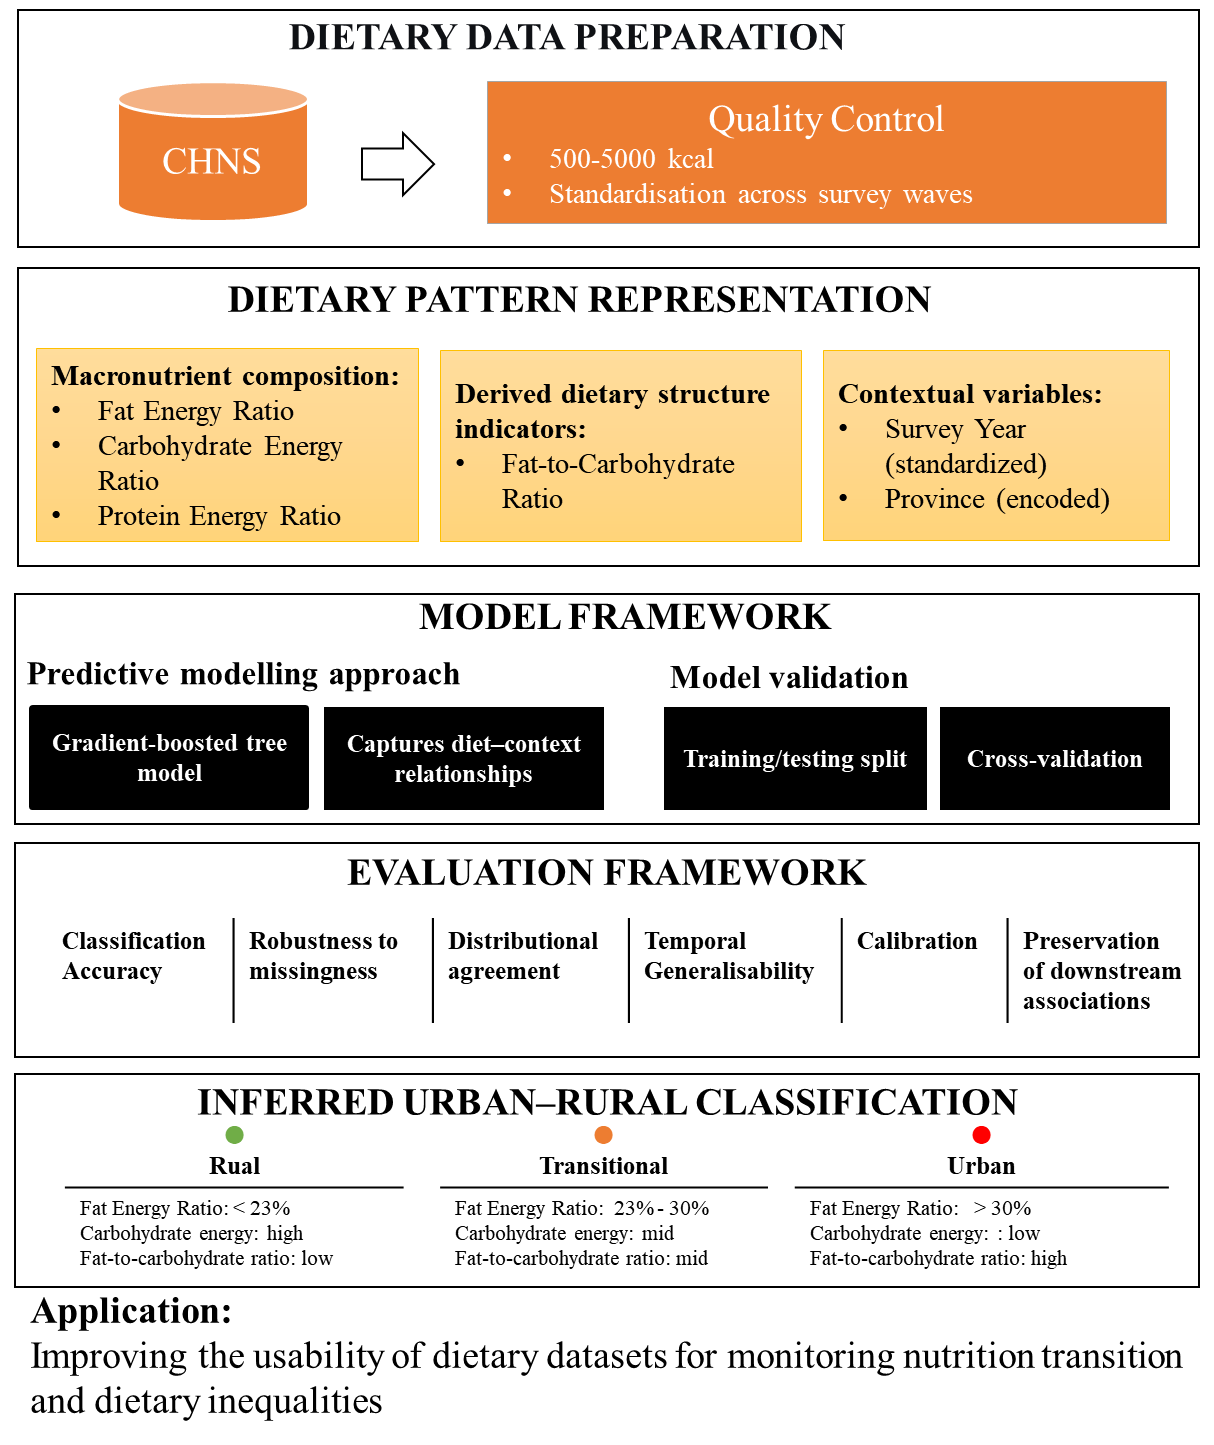 DIETARY DATA PREPARATION
CHNS
Quality Control
• 500-5000 kcal
• Standardisation across survey waves
DIETARY PATTERN REPRESENTATION
Macronutrient composition:
• Fat Energy Ratio
• Carbohydrate Energy
Ratio
• Protein Energy Ratio
Derived dietary structure
indicators:
• Fat-to-Carbohydrate
Ratio
Contextual variables:
• Survey Year
(standardized)
• Province (encoded)
MODEL FRAMEWORK
Predictive modelling approach
Gradient-boosted tree
model
Captures diet–context
relationships
Model validation
Training/testing split
Cross-validation
EVALUATION FRAMEWORK
Classification
Accuracy
Robustness to
missingness
Distributional
agreement
Temporal
Generalisability
Calibration
Preservation
of downstream
associations
INFERRED URBAN–RURAL CLASSIFICATION
Rual
Fat Energy Ratio: < 23%
Carbohydrate energy: high
Fat-to-carbohydrate ratio: low
Transitional
Fat Energy Ratio: 23% - 30%
Carbohydrate energy: mid
Fat-to-carbohydrate ratio: mid
Urban
Fat Energy Ratio: > 30%
Carbohydrate energy: : low
Fat-to-carbohydrate ratio: high
Application:
Improving the usability of dietary datasets for monitoring nutrition transition
and dietary inequalities